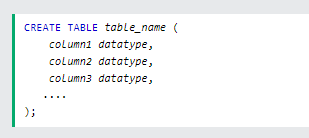 CREATE TABLE table_name (
    column1 datatype,
    column2 datatype,
    column3 datatype,
   ....
);